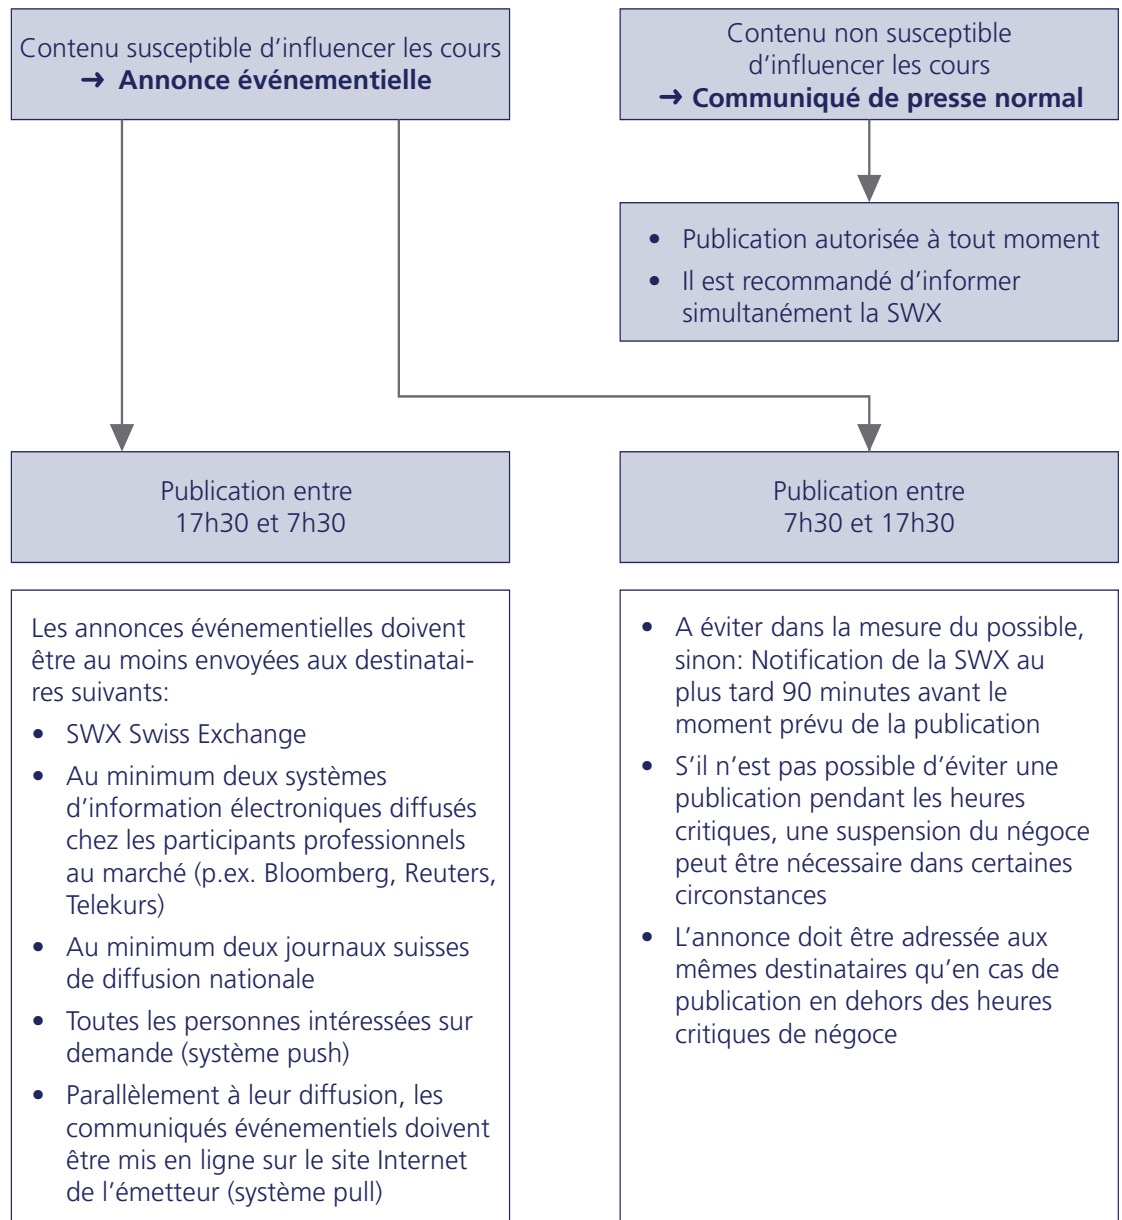 Contenu susceptible d'influencer les cours
➔ Annonce événementielle
Contenu non susceptible
d'influencer les cours
➔ Communiqué de presse normal
• Publication autorisée à tout moment
• Il est recommandé d'informer
simultanément la SWX
Publication entre
17h30 et 7h30
Publication entre
7h30 et 17h30
Les annonces événementielles doivent
être au moins envoyées aux destinatai-
res suivants:
• SWX Swiss Exchange
• Au minimum deux systèmes
d'information électroniques diffusés
chez les participants professionnels
au marché (p.ex. Bloomberg, Reuters,
Telekurs)
• Au minimum deux journaux suisses
de diffusion nationale
• Toutes les personnes intéressées sur
demande (système push)
• Parallèlement à leur diffusion, les
communiqués événementiels doivent
être mis en ligne sur le site Internet
de l'émetteur (système pull)
• A éviter dans la mesure du possible,
sinon: Notification de la SWX au
plus tard 90 minutes avant le
moment prévu de la publication
• S'il n'est pas possible d'éviter une
publication pendant les heures
critiques, une suspension du négoce
peut être nécessaire dans certaines
circonstances
• L'annonce doit être adressée aux
mêmes destinataires qu'en cas de
publication en dehors des heures
critiques de négoce